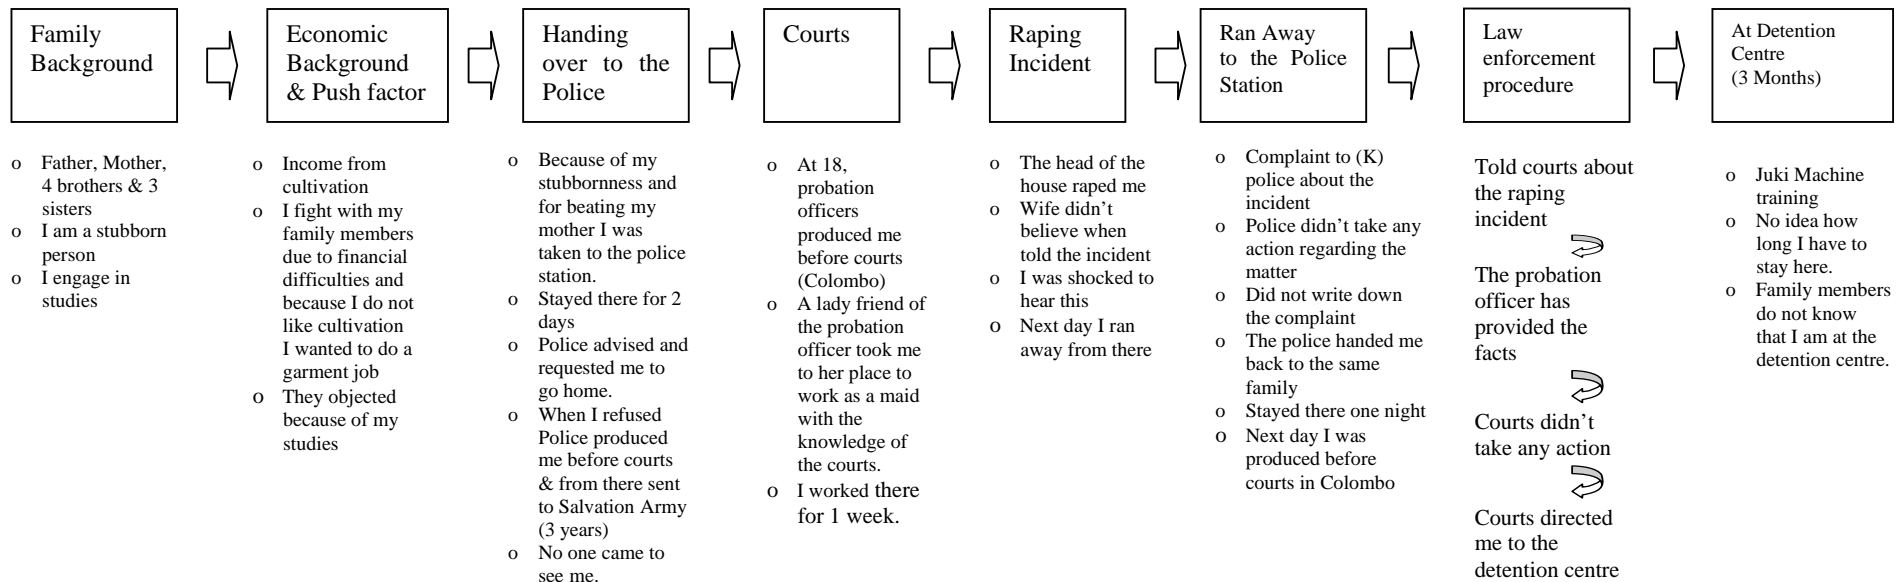 Family
Background
Economic
Background
& Push factor
Handing
over to the
Police
Courts
Raping
Incident
Ran Away
to the Police
Station
Law
enforcement
procedure
At Detention
Centre
(3 Months)
o Father, Mother,
4 brothers & 3
sisters
o I am a stubborn
person
o I engage in
studies
o Income from
cultivation
o I fight with my
family members
due to financial
difficulties and
because I do not
like cultivation
I wanted to do a
garment job
o They objected
because of my
studies
o Because of my
stubbornness and
for beating my
mother I was
taken to the police
station.
o Stayed there for 2
days
o Police advised and
requested me to
go home.
o When I refused
Police produced
me before courts
& from there sent
to Salvation Army
(3 years)
o No one came to
see me.
o At 18,
probation
officers
produced me
before courts
(Colombo)
o A lady friend of
the probation
officer took me
to her place to
work as a maid
with the
knowledge of
the courts.
o I worked there
for 1 week.
o The head of the
house raped me
o Wife didn't
believe when
told the incident
o I was shocked to
hear this
o Next day I ran
away from there
o Complaint to (K)
police about the
incident
o Police didn't take any
action regarding the
matter
o Did not write down
the complaint
o The police handed me
back to the same
family
o Stayed there one night
o Next day I was
produced before
courts in Colombo
Told courts about
the raping
incident
The probation
officer has
provided the
facts
Courts didn't
take any action
Courts directed
me to the
detention centre
o Juki Machine
training
o No idea how
long I have to
stay here.
o Family members
do not know
that I am at the
detention centre.